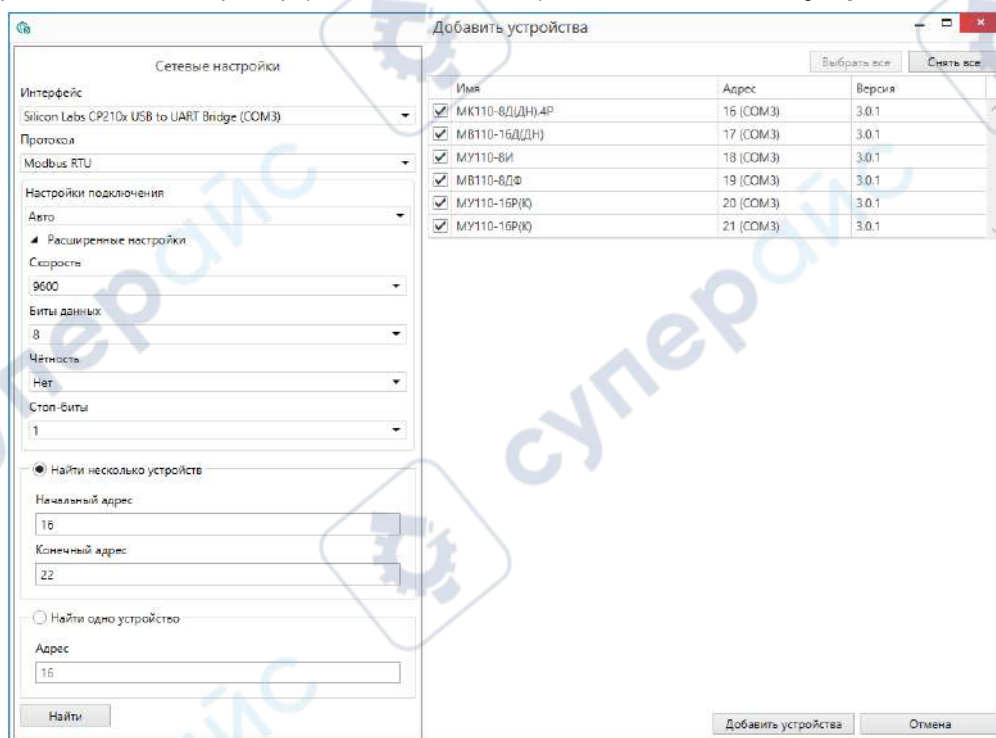 Добавить устройства
Сетевые настройки
Интерфейс
Silicon Labs CP210x USB to UART Bridge (COM3)
Протокол
Modbus RTU
Настройки подключения
Авто
Расширенные настройки
Скорость
9600
Биты данных
8
Чётность
Нет
Стоп-биты
1
Найти несколько устройств
Начальный адрес
16
Конечный адрес
22
Найти одно устройство
Адрес
16
Найти
Выбрать все Снять все
Имя Адрес Версия
МК110-8Д(ДН).4Р 16 (COM3) 3.0.1
МВ110-16Д(ДН) 17 (COM3) 3.0.1
МУ110-8И 18 (COM3) 3.0.1
МВ110-8ДФ 19 (COM3) 3.0.1
МУ110-16Р(К) 20 (COM3) 3.0.1
МУ110-16Р(К) 21 (COM3) 3.0.1
Добавить устройства Отмена
суперайс